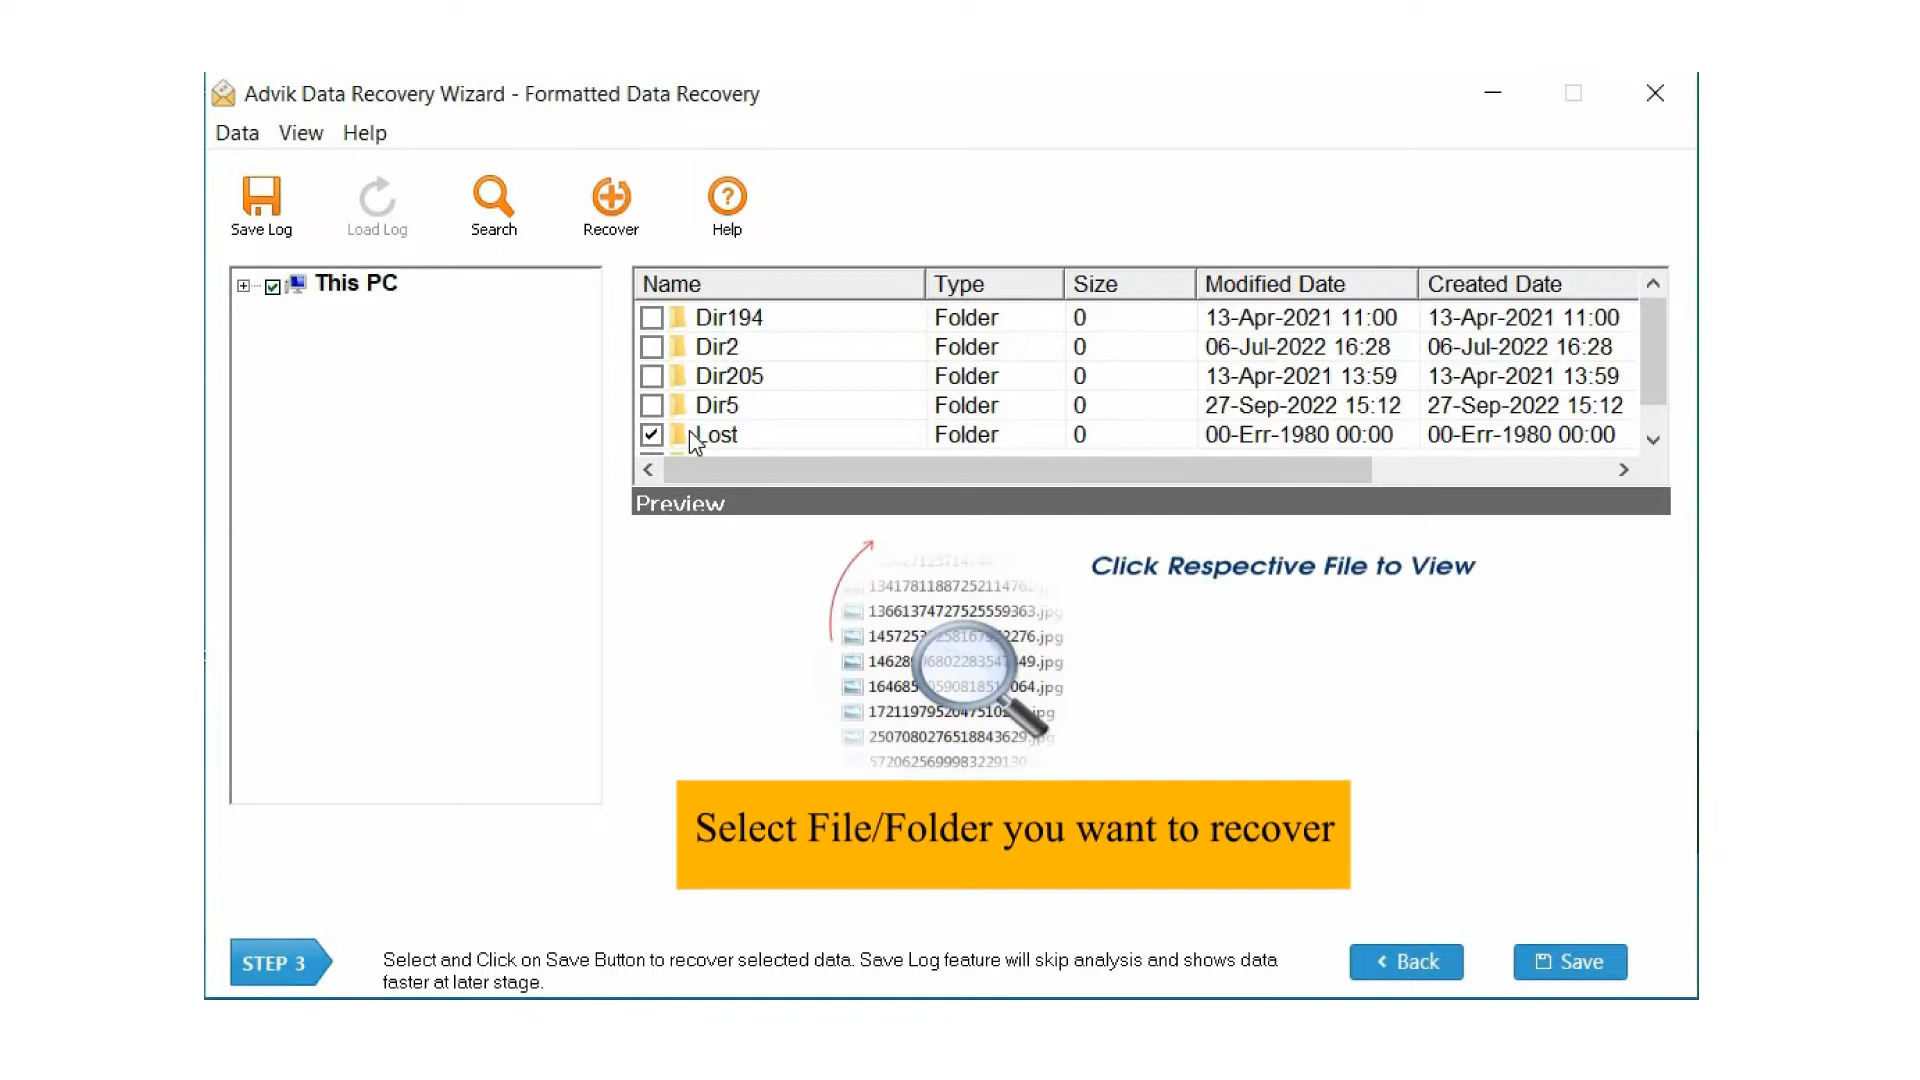 Advik Data Recovery Wizard - Formatted Data Recovery
Data View Help
Save Log Load Log Search Recover Help
This PC
Name Type Size Modified Date Created Date
Dir194 Folder 0 13-Apr-2021 11:00 13-Apr-2021 11:00
Dir2 Folder 0 06-Jul-2022 16:28 06-Jul-2022 16:28
Dir205 Folder 0 13-Apr-2021 13:59 13-Apr-2021 13:59
Dir5 Folder 0 27-Sep-2022 15:12 27-Sep-2022 15:12
Lost Folder 0 00-Err-1980 00:00 00-Err-1980 00:00
Preview
Click Respective File to View
13661374727525559363.jpg
2507080276518843629.jpg
5720625699983229130
Select File/Folder you want to recover
STEP 3
Select and Click on Save Button to recover selected data. Save Log feature will skip analysis and shows data
faster at later stage.
Back
Save